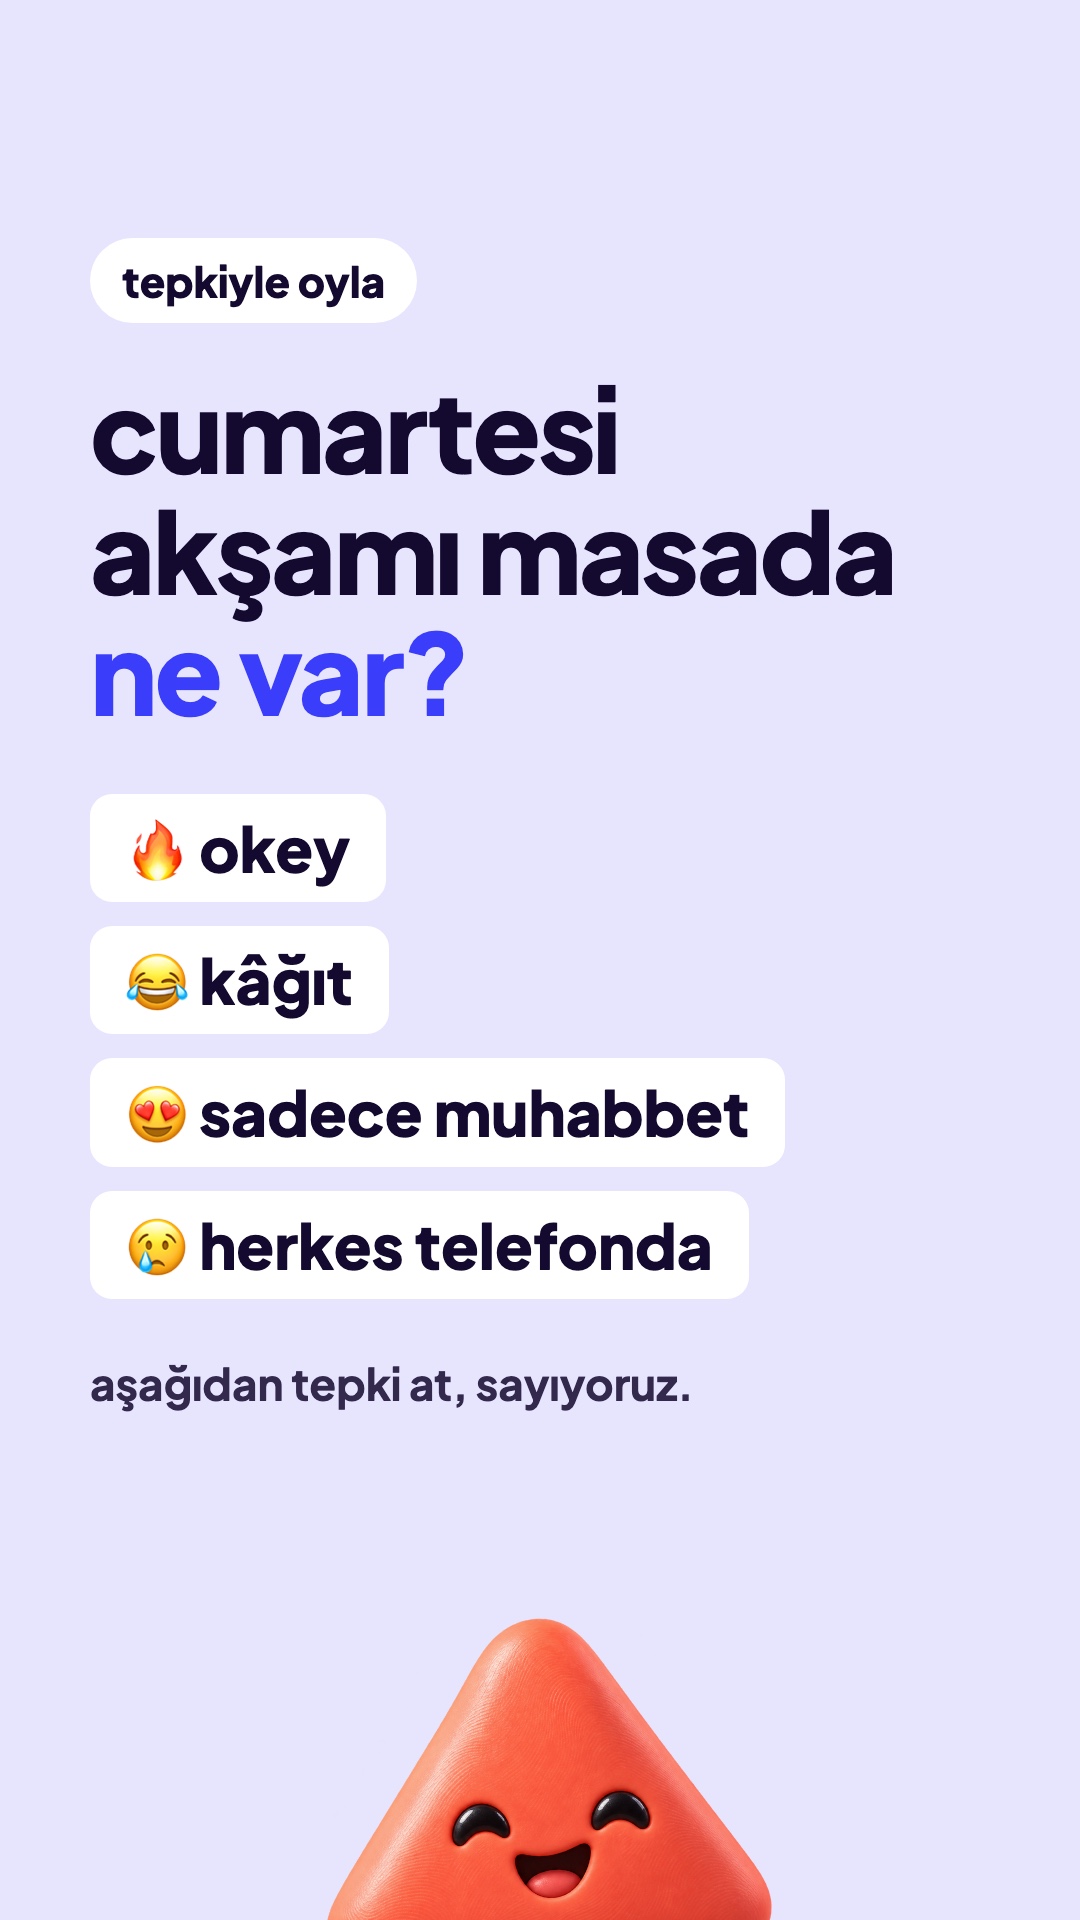 tepkiyle oyla
cumartesi
akşamı masada
ne var?
🔥 okey
😂 kâğıt
😍 sadece muhabbet
😢 herkes telefonda
aşağıdan tepki at, sayıyoruz.